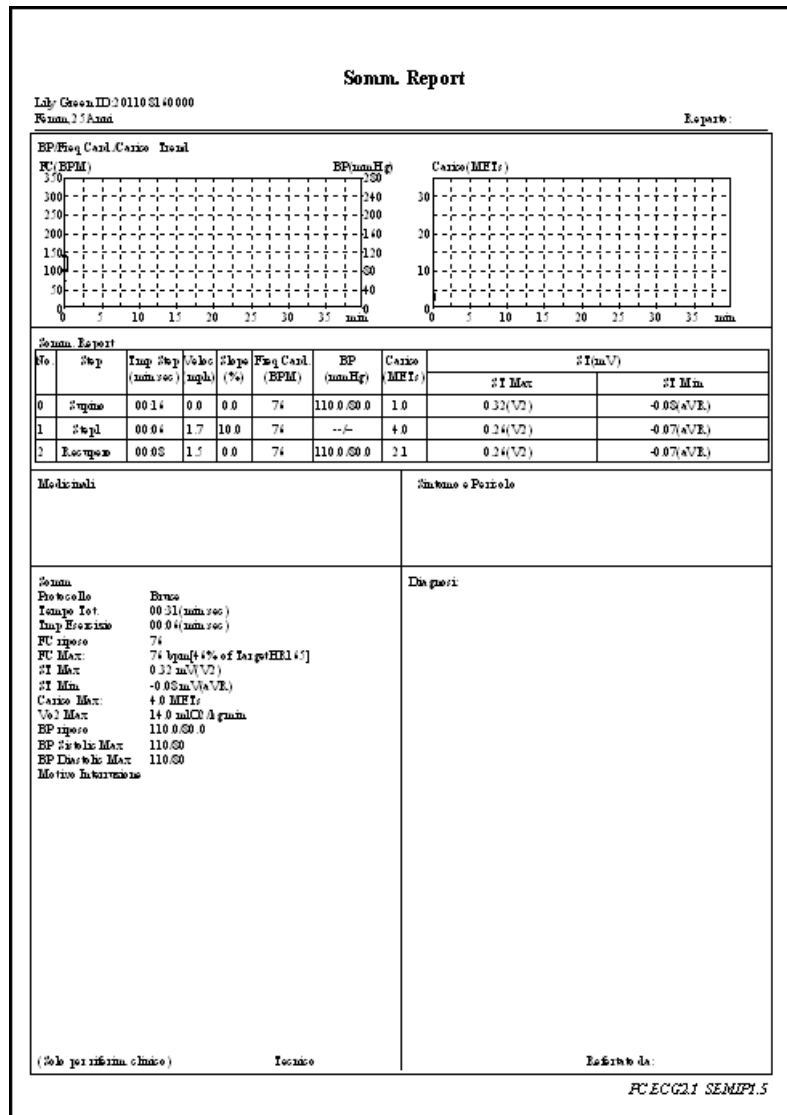 Somm. Report
Lily Green ID:20110816 0000
Femm,25Anni Reparto:
BP/Freq Card./Carico Trend
FC(BPM) BP(mmHg) Carico(METs)
350 280
300 240 30
250 200
200 160 20
150 120
100 80 10
50 40
0 0
0 5 10 15 20 25 30 35 min 0 5 10 15 20 25 30 35 min
Somm. Report
No. Step Tmp Step Veloc Slope Freq Card. BP Carico ST(mV)
(min:sec) (mph) (%) (BPM) (mmHg) (METs) ST Max ST Min
0 Supino 00:16 0.0 0.0 76 110.0/80.0 1.0 0.32(V2) -0.08(aVR)
1 Step1 00:06 1.7 10.0 76 --/-- 4.0 0.26(V2) -0.07(aVR)
2 Recupero 00:08 1.5 0.0 76 110.0/80.0 2.1 0.26(V2) -0.07(aVR)
Medicinali Sintomo e Pericolo
Somm Diagnosi:
Protocollo Bruce
Tempo Tot. 00:31(min:sec)
Tmp Esercizio 00:06(min:sec)
FC riposo 76
FC Max: 76 bpm[46% of TargetHR165]
ST Max 0.32 mV(V2)
ST Min -0.08mV(aVR)
Carico Max: 4.0 METs
Vo2 Max 14.0 mlO2/kgmin
BP riposo 110.0/80.0
BP Sistolic Max 110/80
BP Diastolic Max 110/80
Motivo Interruzione
(Solo per riferim. clinico) Tecnico Refertato da:
PCECG2.1 SEMIP1.5